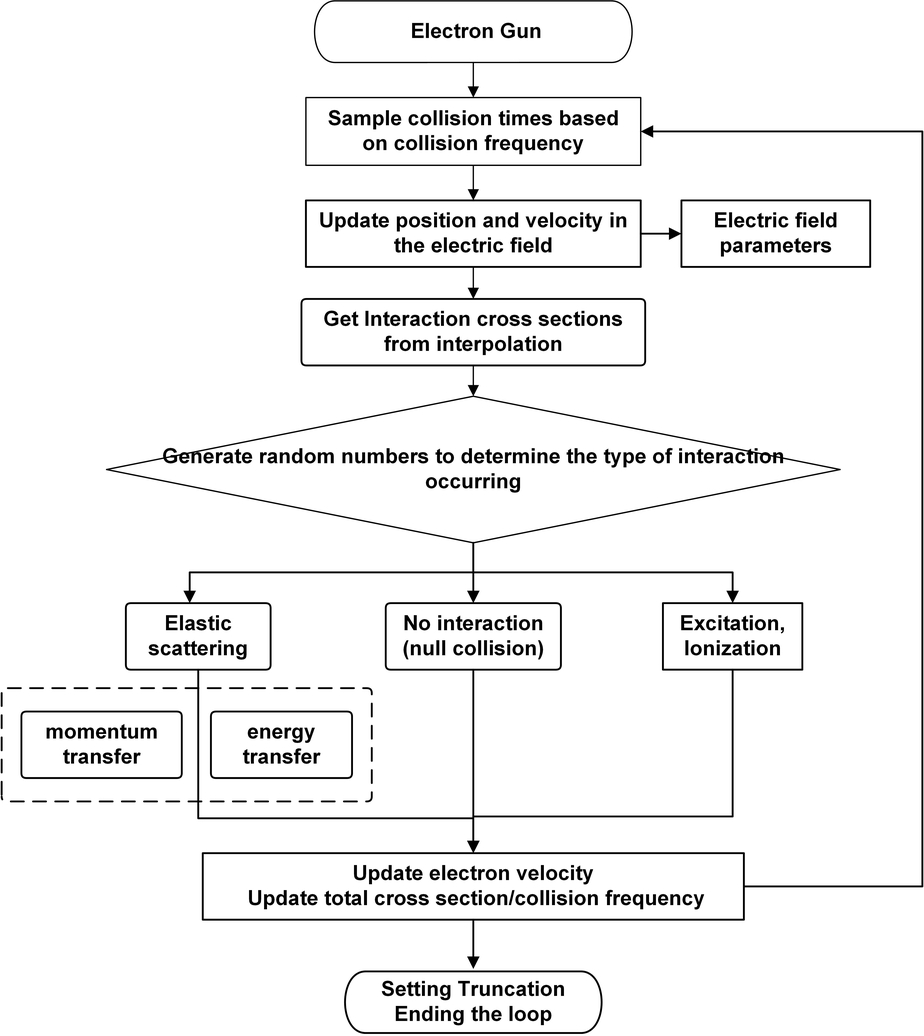 Electron Gun
Sample collision times based
on collision frequency
Update position and velocity in
the electric field
Electric field
parameters
Get Interaction cross sections
from interpolation
Generate random numbers to determine the type of interaction
occurring
Elastic
scattering
No interaction
(null collision)
Excitation,
Ionization
momentum
transfer
energy
transfer
Update electron velocity
Update total cross section/collision frequency
Setting Truncation
Ending the loop